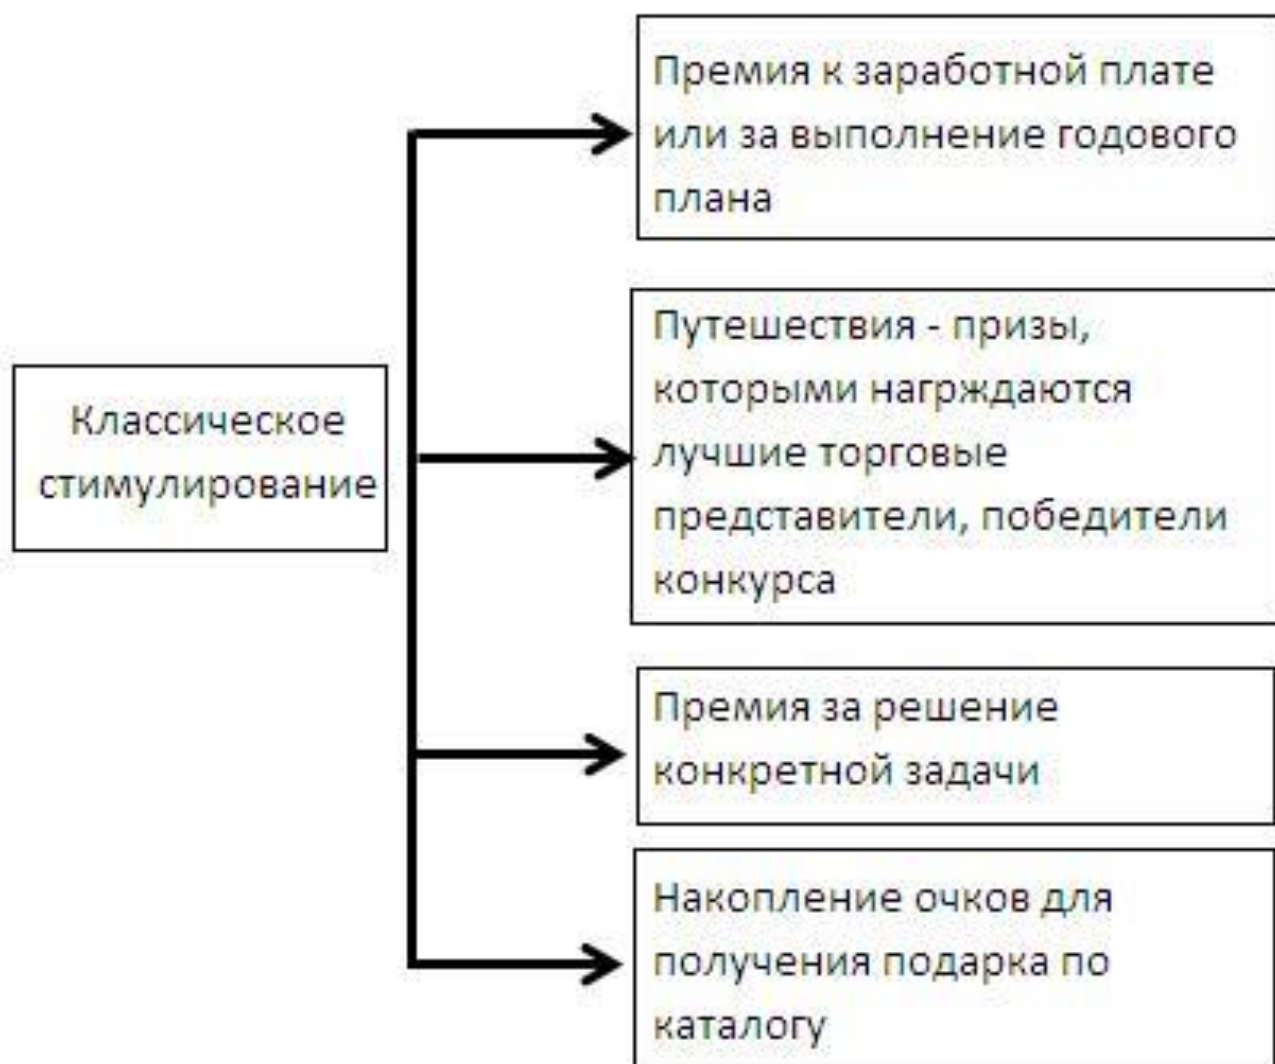 Премия к заработной плате
или за выполнение годового
плана
Путешествия - призы,
которыми нагрждаются
лучшие торговые
представители, победители
конкурса
Классическое
стимулирование
Премия за решение
конкретной задачи
Накопление очков для
получения подарка по
каталогу